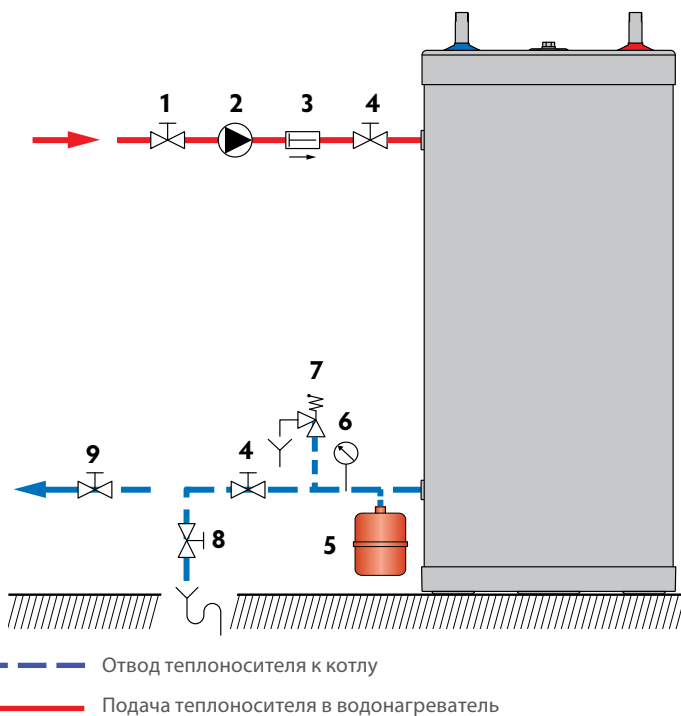 1 2 3 4
7
6
9 4
8
5
Отвод теплоносителя к котлу
Подача теплоносителя в водонагреватель